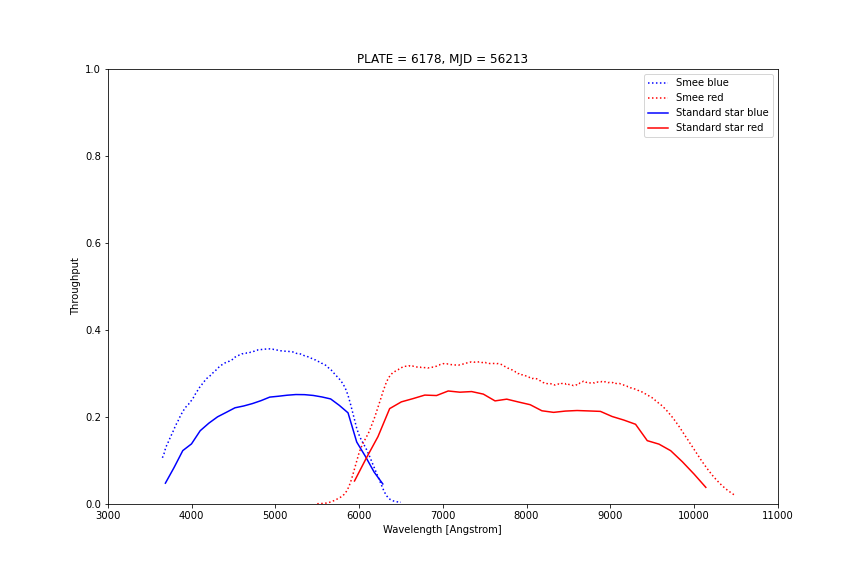 PLATE = 6178, MJD = 56213
Smee blue
Smee red
Standard star blue
Standard star red
1.0
0.8
0.6
0.4
0.2
0.0
Throughput
3000 4000 5000 6000 7000 8000 9000 10000 11000
Wavelength [Angstrom]